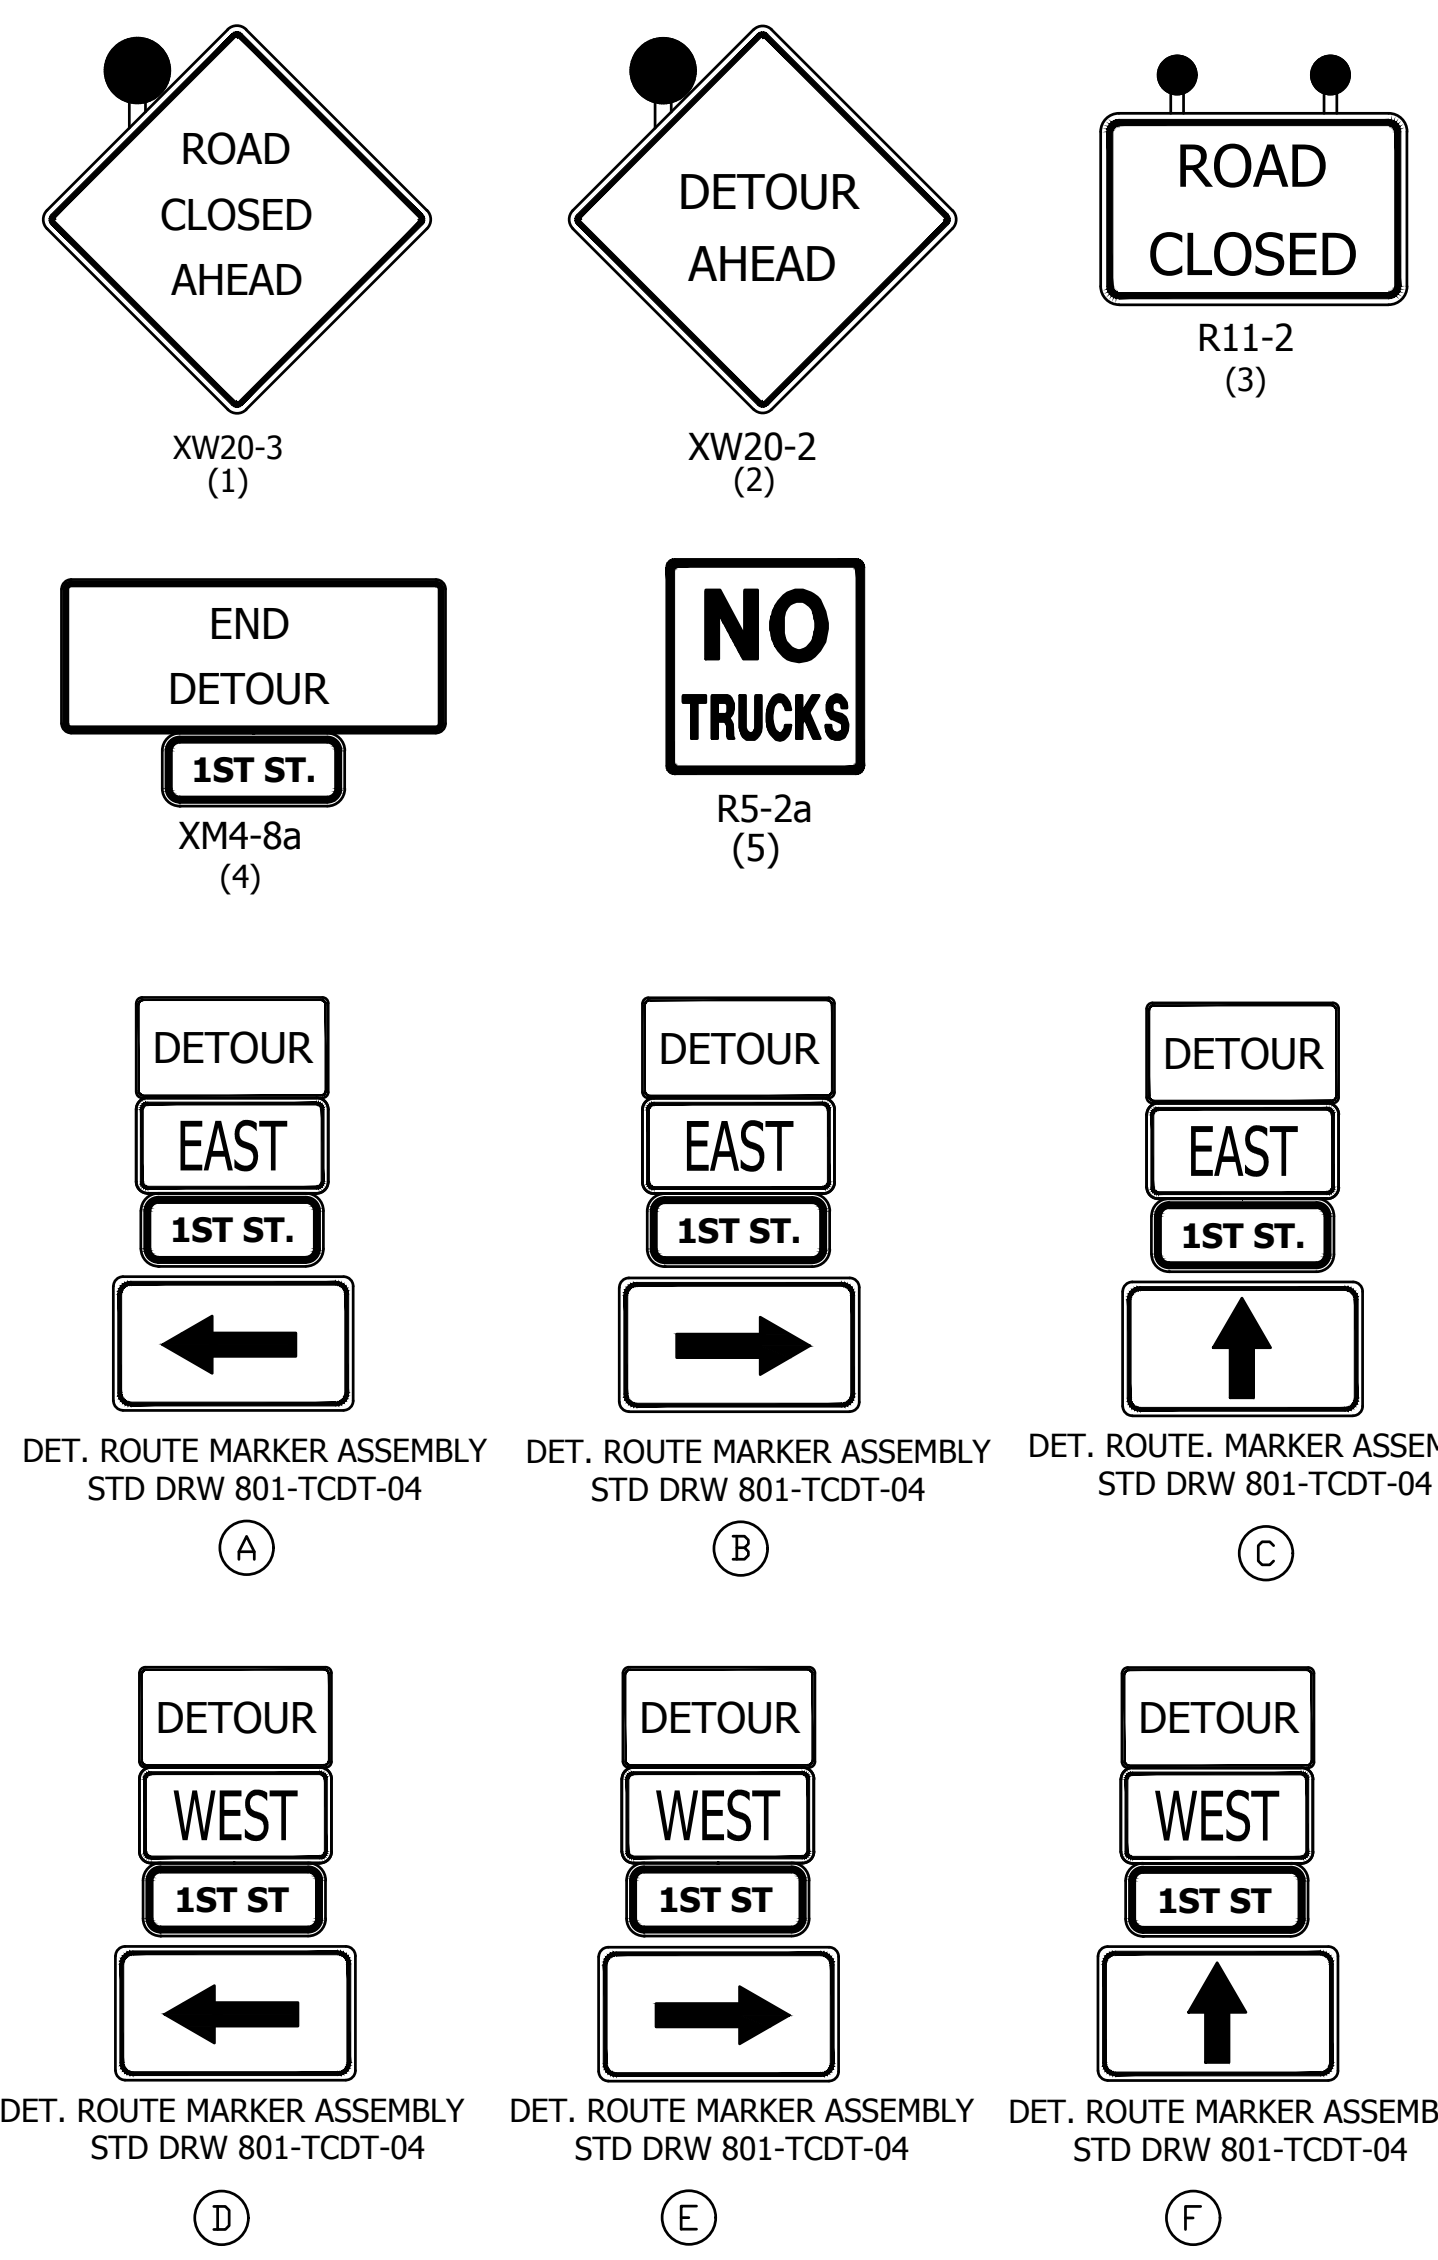 ROAD
CLOSED
AHEAD
XW20-3
(1)
DETOUR
AHEAD
XW20-2
(2)
ROAD
CLOSED
R11-2
(3)
END
DETOUR
1ST ST.
XM4-8a
(4)
NO
TRUCKS
R5-2a
(5)
DETOUR
EAST
1ST ST.
DET. ROUTE MARKER ASSEMBLY
STD DRW 801-TCDT-04
A
DETOUR
EAST
1ST ST.
DET. ROUTE MARKER ASSEMBLY
STD DRW 801-TCDT-04
B
DETOUR
EAST
1ST ST.
DET. ROUTE. MARKER
STD DRW 801-TCDT-04
C
DETOUR
WEST
1ST ST
DET. ROUTE MARKER ASSEMBLY
STD DRW 801-TCDT-04
D
DETOUR
WEST
1ST ST
DET. ROUTE MARKER ASSEMBLY
STD DRW 801-TCDT-04
E
DETOUR
WEST
1ST ST
DET. ROUTE MARKER ASSEMB
STD DRW 801-TCDT-04
F